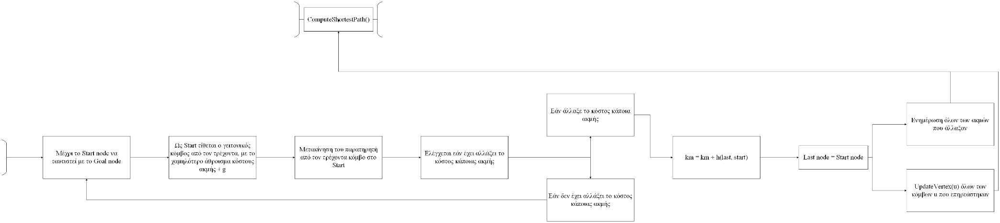 ComputeShortestPath()
Μέχρι το Start node να
ταυτιστεί με το Goal node
Ως Start τίθεται ο γειτονικός
κόμβος από τον τρέχοντα, με το
χαμηλότερο άθροισμα κόστους
ακμής + g
Μετακίνηση του παρατηρητή
από τον τρέχοντα κόμβο στο
Start
Ελέγχεται εάν έχει αλλάξει το
κόστος κάποιας ακμής
Εάν άλλαξε το κόστος κάποια
ακμής
Εάν δεν έχει αλλάξει το κόστος
κάποιας ακμής
km = km + h(last, start)
Last node = Start node
Ενημέρωση όλων των ακμών
που άλλαξαν
UpdateVertex(u) όλων των
κόμβων u που επηρεάστηκαν